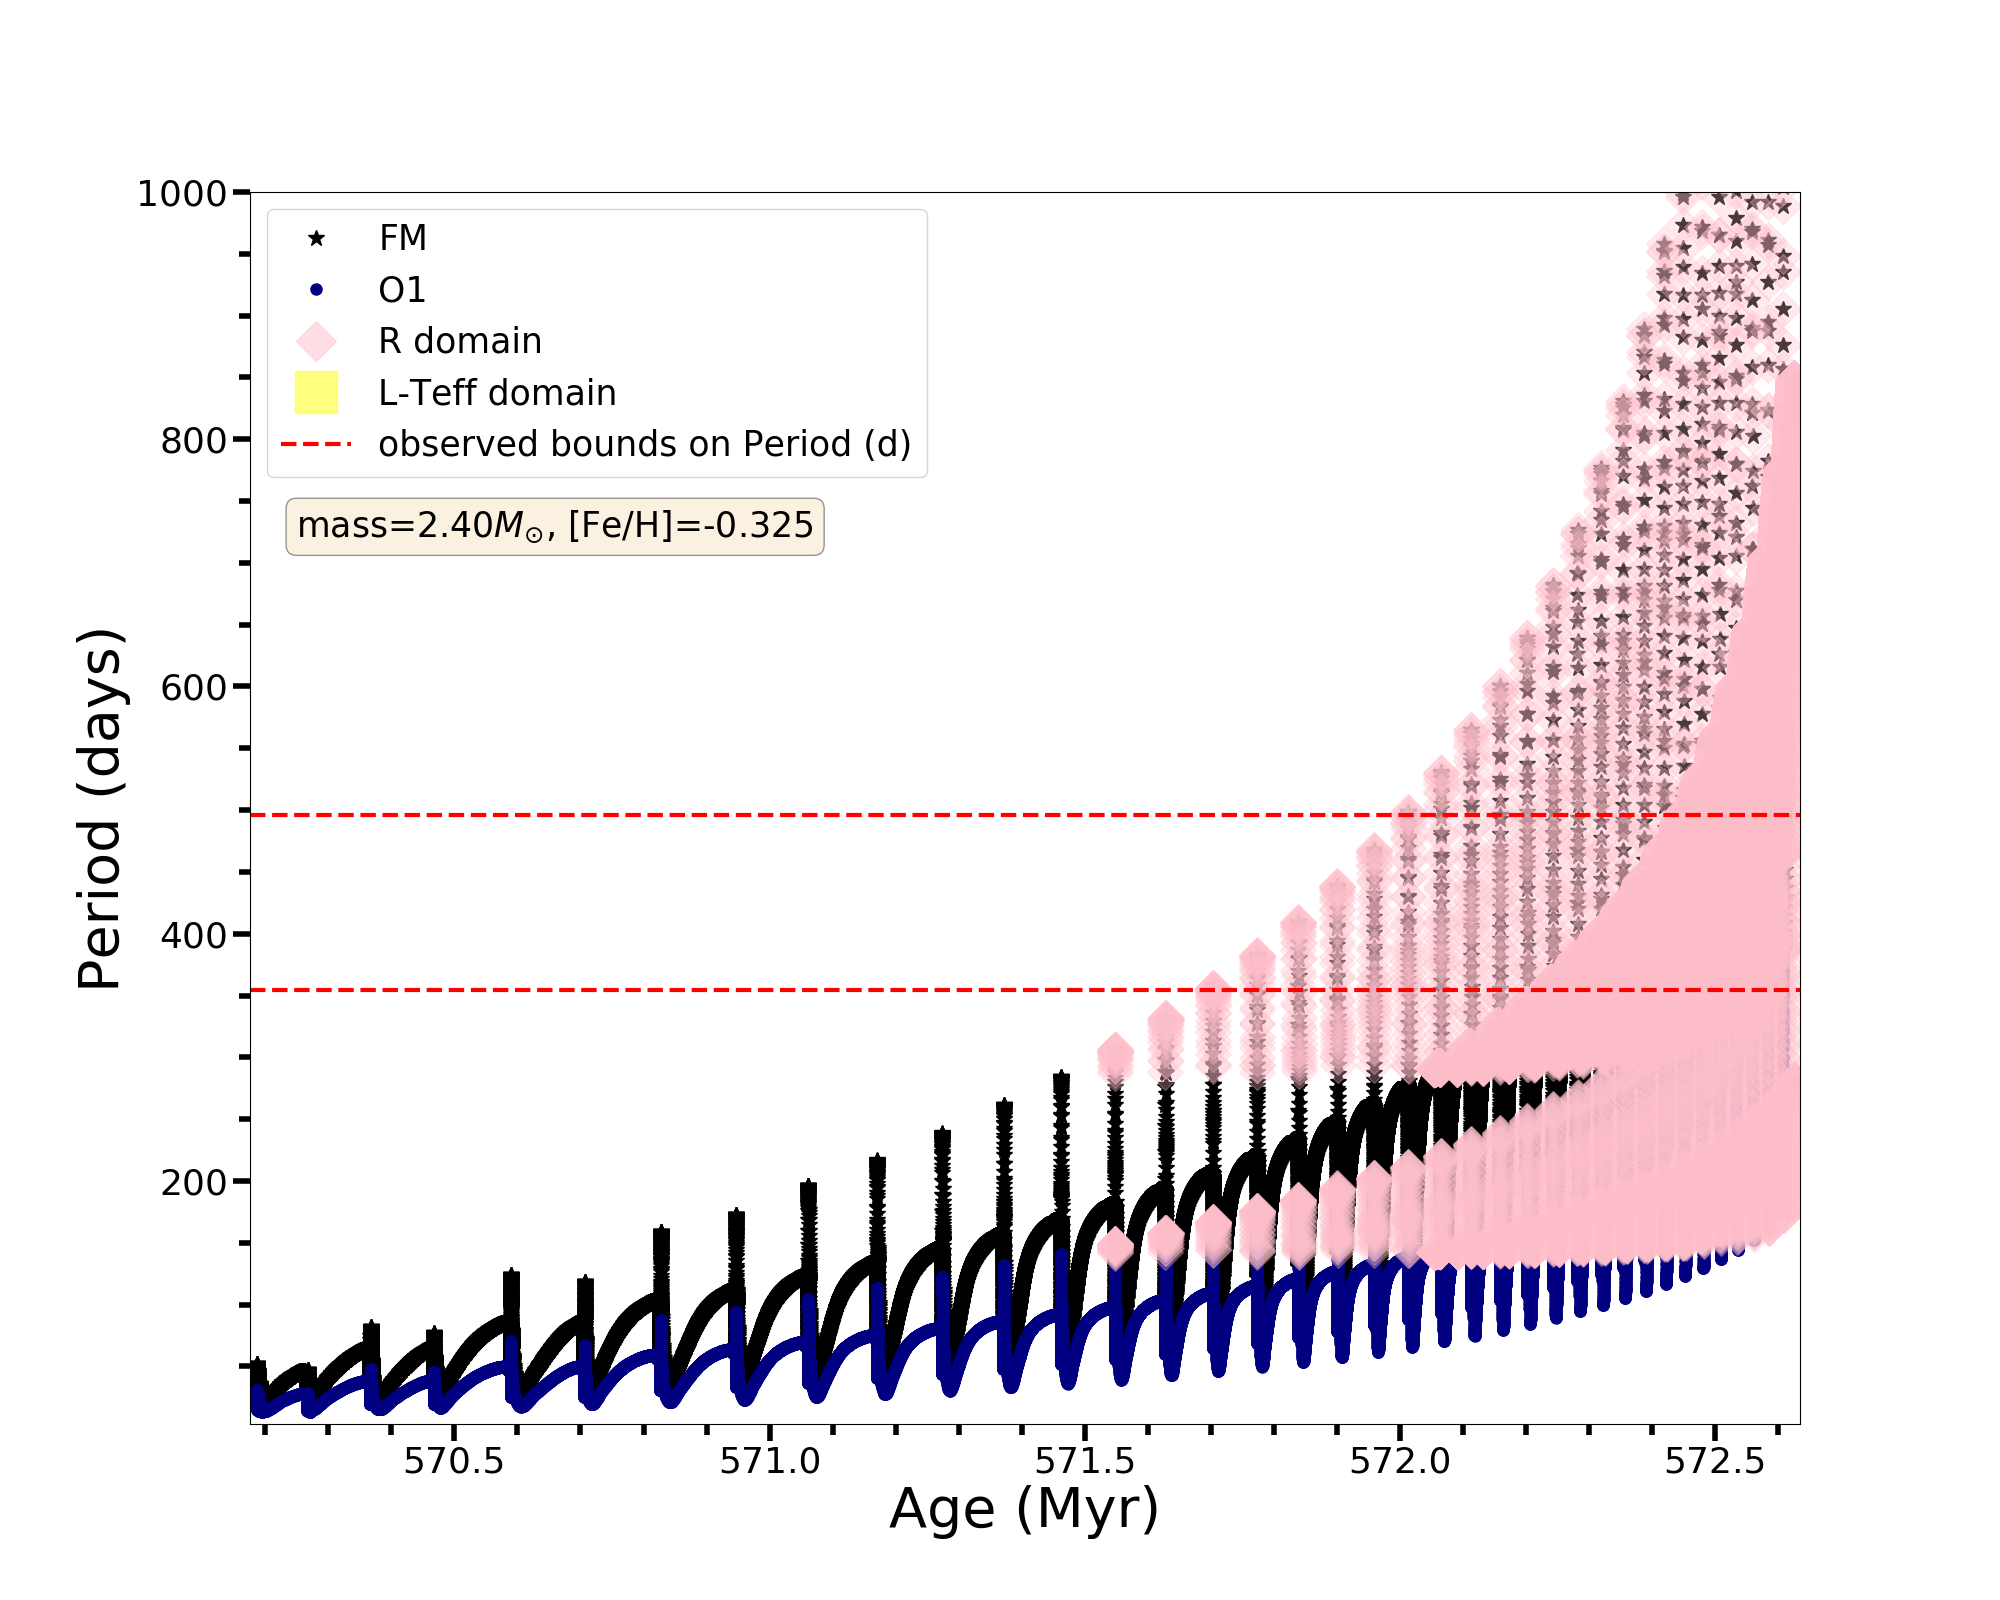 1000
800
600
400
200
Period (days)
FM
O1
R domain
L-Teff domain
observed bounds on Period (d)
mass=2.40M☉, [Fe/H]=-0.325
570.5 571.0 571.5 572.0 572.5
Age (Myr)